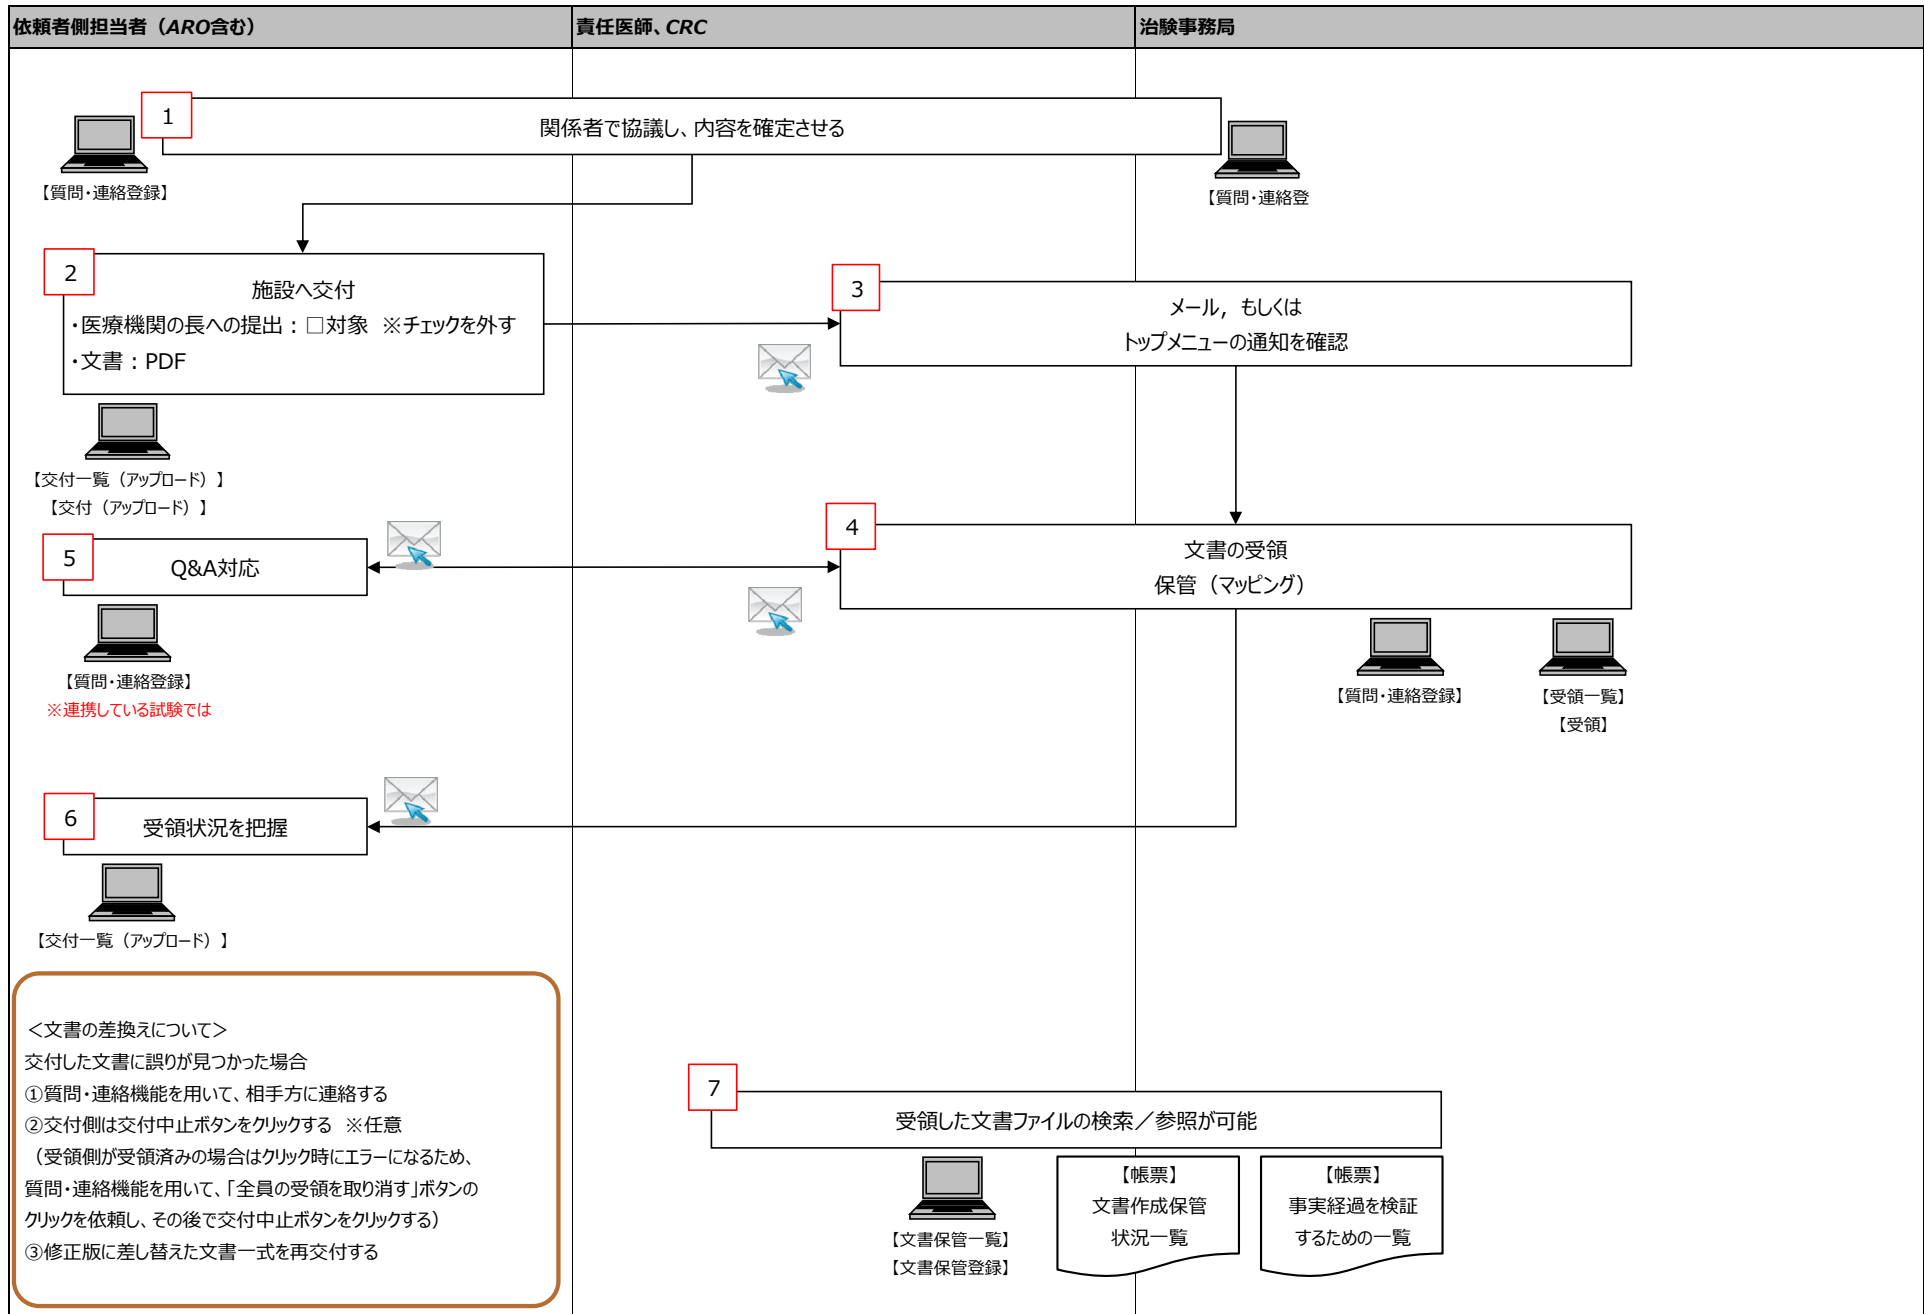 依頼者側担当者（ARO含む）
責任医師、CRC
治験事務局
1
関係者で協議し、内容を確定させる
【質問・連絡登録】
【質問・連絡登
2
施設へ交付
・医療機関の長への提出：□対象　※チェックを外す
・文書：PDF
3
メール，もしくは
トップメニューの通知を確認
【交付一覧（アップロード）】
【交付（アップロード）】
4
文書の受領
保管（マッピング）
5
Q&A対応
【質問・連絡登録】
※連携している試験では
【質問・連絡登録】
【受領一覧】
【受領】
6
受領状況を把握
【交付一覧（アップロード）】
＜文書の差換えについて＞
交付した文書に誤りが見つかった場合
①質問・連絡機能を用いて、相手方に連絡する
②交付側は交付中止ボタンをクリックする　※任意
（受領側が受領済みの場合はクリック時にエラーになるため、
質問・連絡機能を用いて、「全員の受領を取り消す」ボタンの
クリックを依頼し、その後で交付中止ボタンをクリックする）
③修正版に差し替えた文書一式を再交付する
7
受領した文書ファイルの検索／参照が可能
【文書保管一覧】
【文書保管登録】
【帳票】
文書作成保管
状況一覧
【帳票】
事実経過を検証
するための一覧